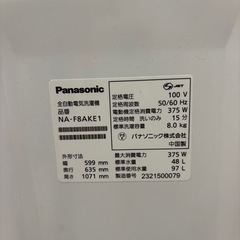 Panasonic
全自動電気洗濯機
品番
NA-F8AKE1
外形寸法
幅 599 mm
奥行 635 mm
高さ 1071 mm
JET
定格電圧 100 V
定格周波数 50/60 Hz
電動機定格消費電力 375 W
定格時間 洗いのみ 15 分
標準洗濯容量 8.0 kg
パナソニック株式会社
中国製
最大消費電力 375 W
標準水量 48 L
標準使用水量 97 L
2321500079